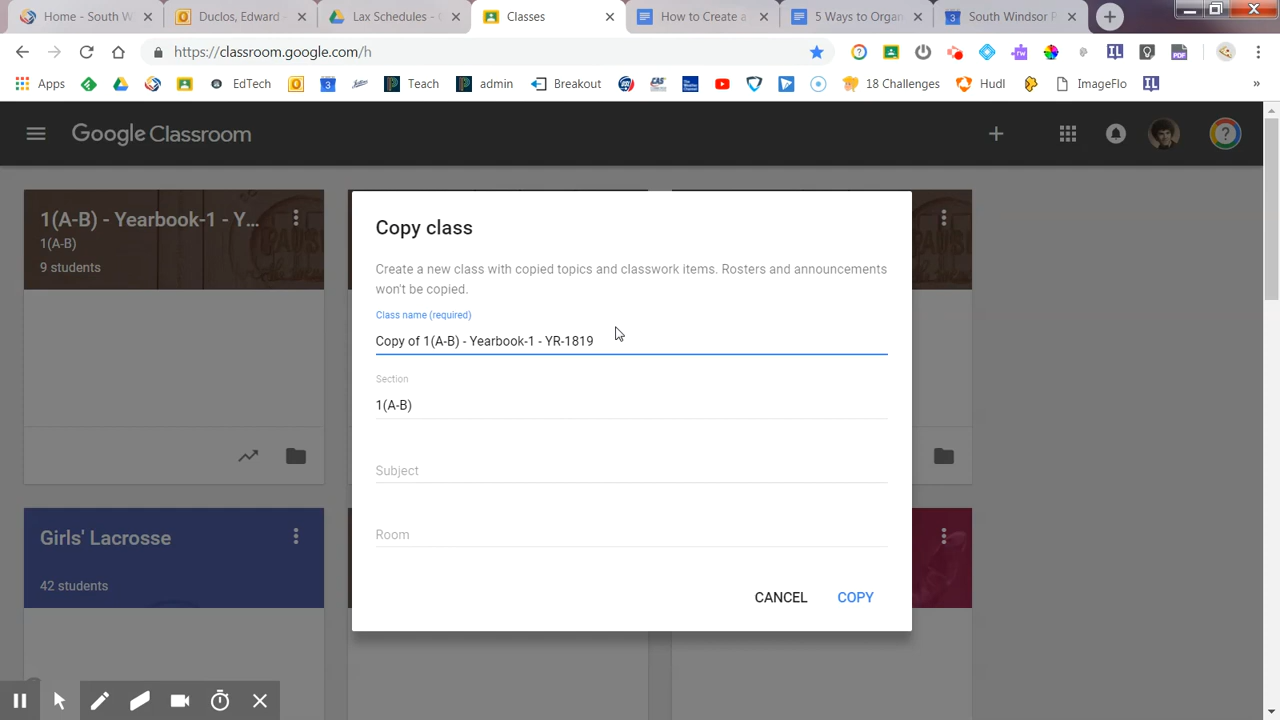 Home - South W
Duclos, Edward
Lax Schedules -
Classes
How to Create a
5 Ways to Organ
South Windsor P
https://classroom.google.com/h
Apps
EdTech
Teach
admin
Breakout
18 Challenges
Hudl
ImageFlo
Google Classroom
1(A-B) - Yearbook-1 - Y...
1(A-B)
9 students
Copy class
Create a new class with copied topics and classwork items. Rosters and announcements
won't be copied.
Class name (required)
Copy of 1(A-B) - Yearbook-1 - YR-1819
Section
1(A-B)
Subject
Room
CANCEL
COPY
Girls' Lacrosse
42 students